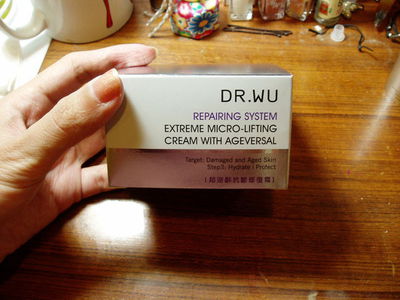 DR.WU
REPAIRING SYSTEM
EXTREME MICRO-LIFTING
CREAM WITH AGEVERSAL
Target: Damaged and Aged Skin
Step3: Hydrate | Protect